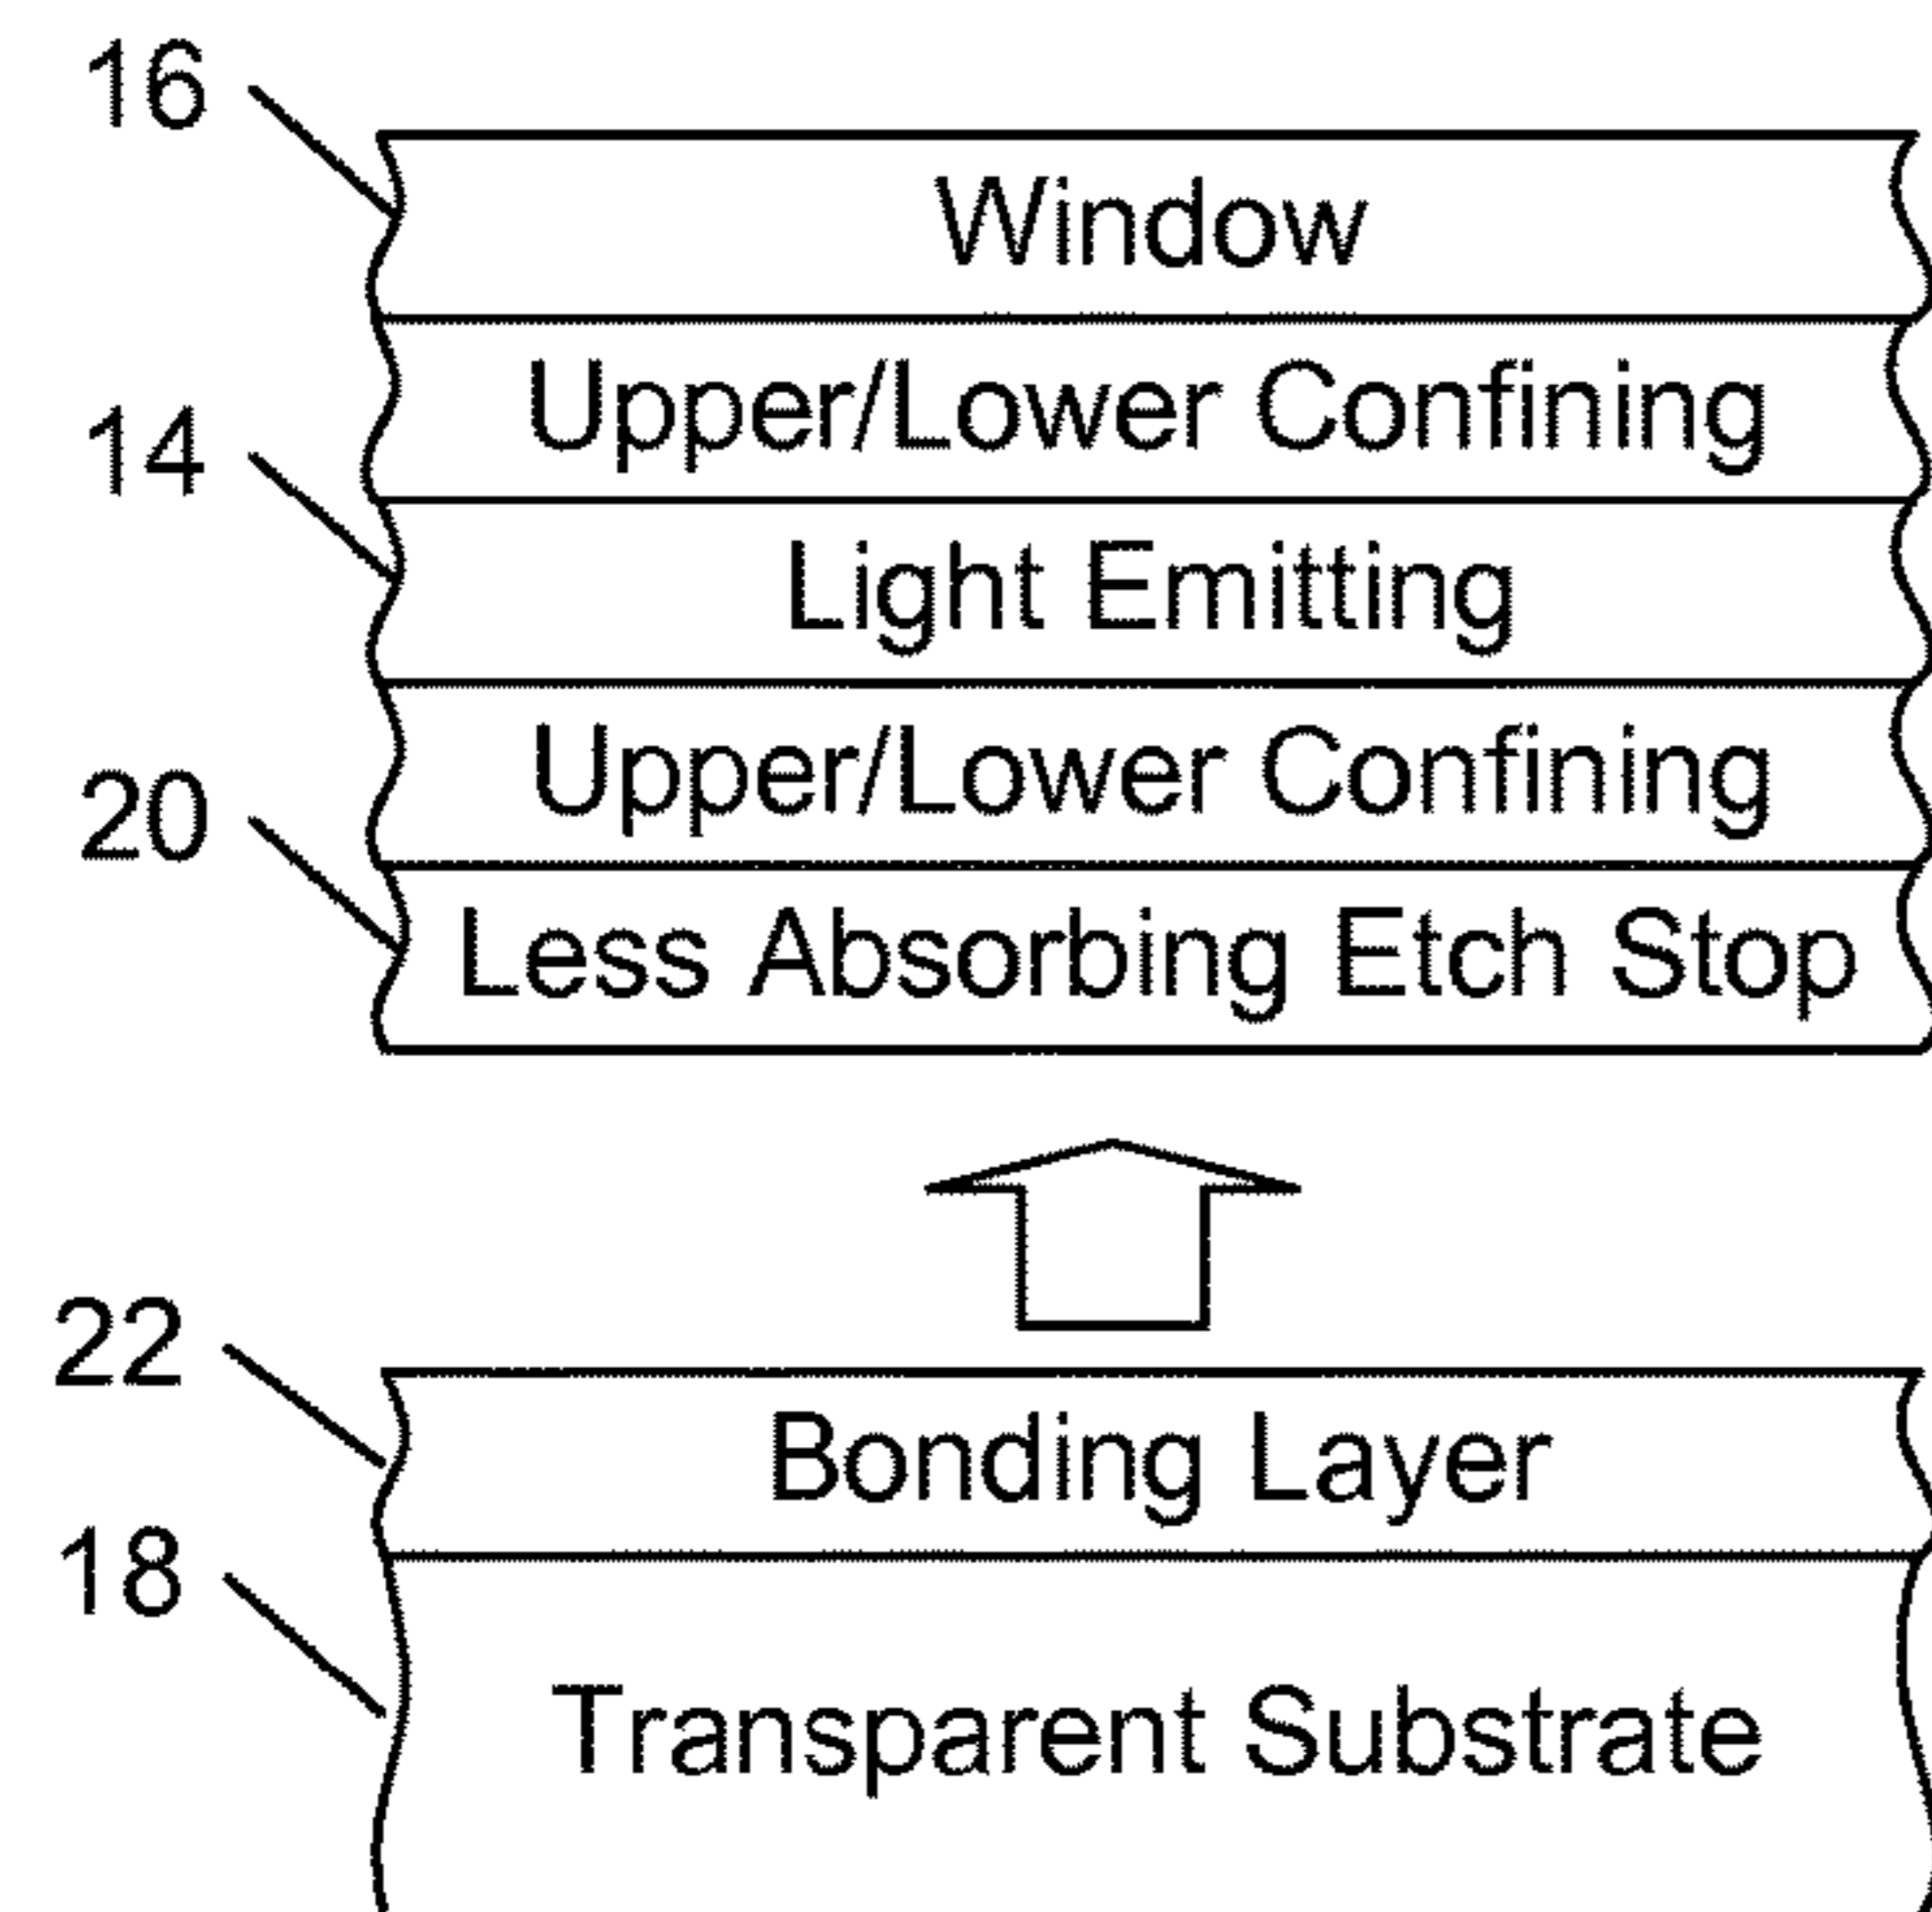 16
Window
Upper/Lower Confining
14
Light Emitting
Upper/Lower Confining
20
Less Absorbing Etch Stop
22
Bonding Layer
18
Transparent Substrate